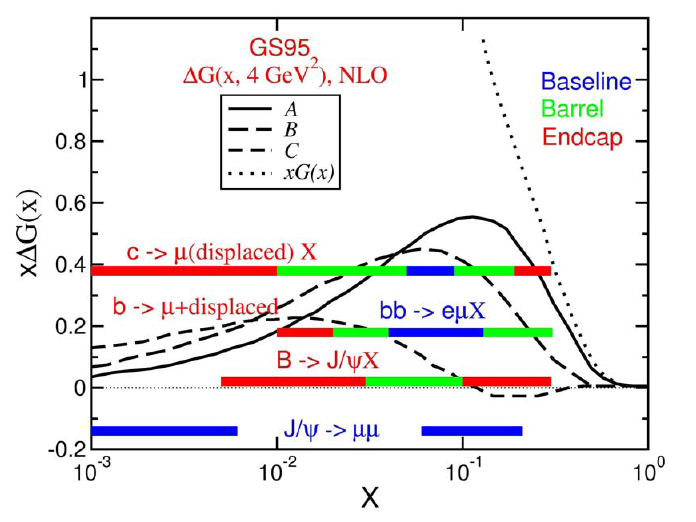 GS95
ΔG(x, 4 GeV²), NLO
A
B
C
xG(x)
Baseline
Barrel
Endcap
c -> μ(displaced) X
b -> μ+displaced
bb -> eμX
B -> J/ψX
J/ψ -> μμ
xΔG(x)
1
0.8
0.6
0.4
0.2
0
-0.2
10⁻³
10⁻²
10⁻¹
10⁰
X